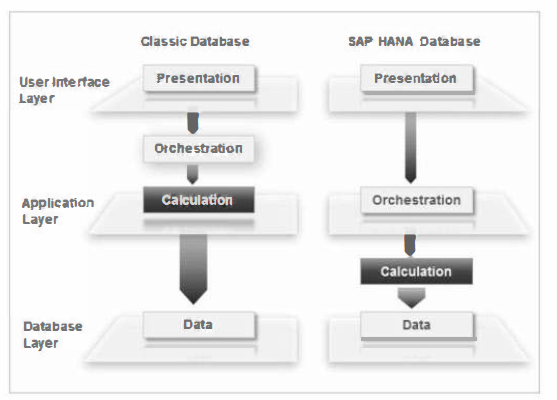 Classic Database
SAP HANA Database
User Interface
Layer
Presentation
Presentation
Orchestration
Application
Layer
Calculation
Orchestration
Calculation
Database
Layer
Data
Data